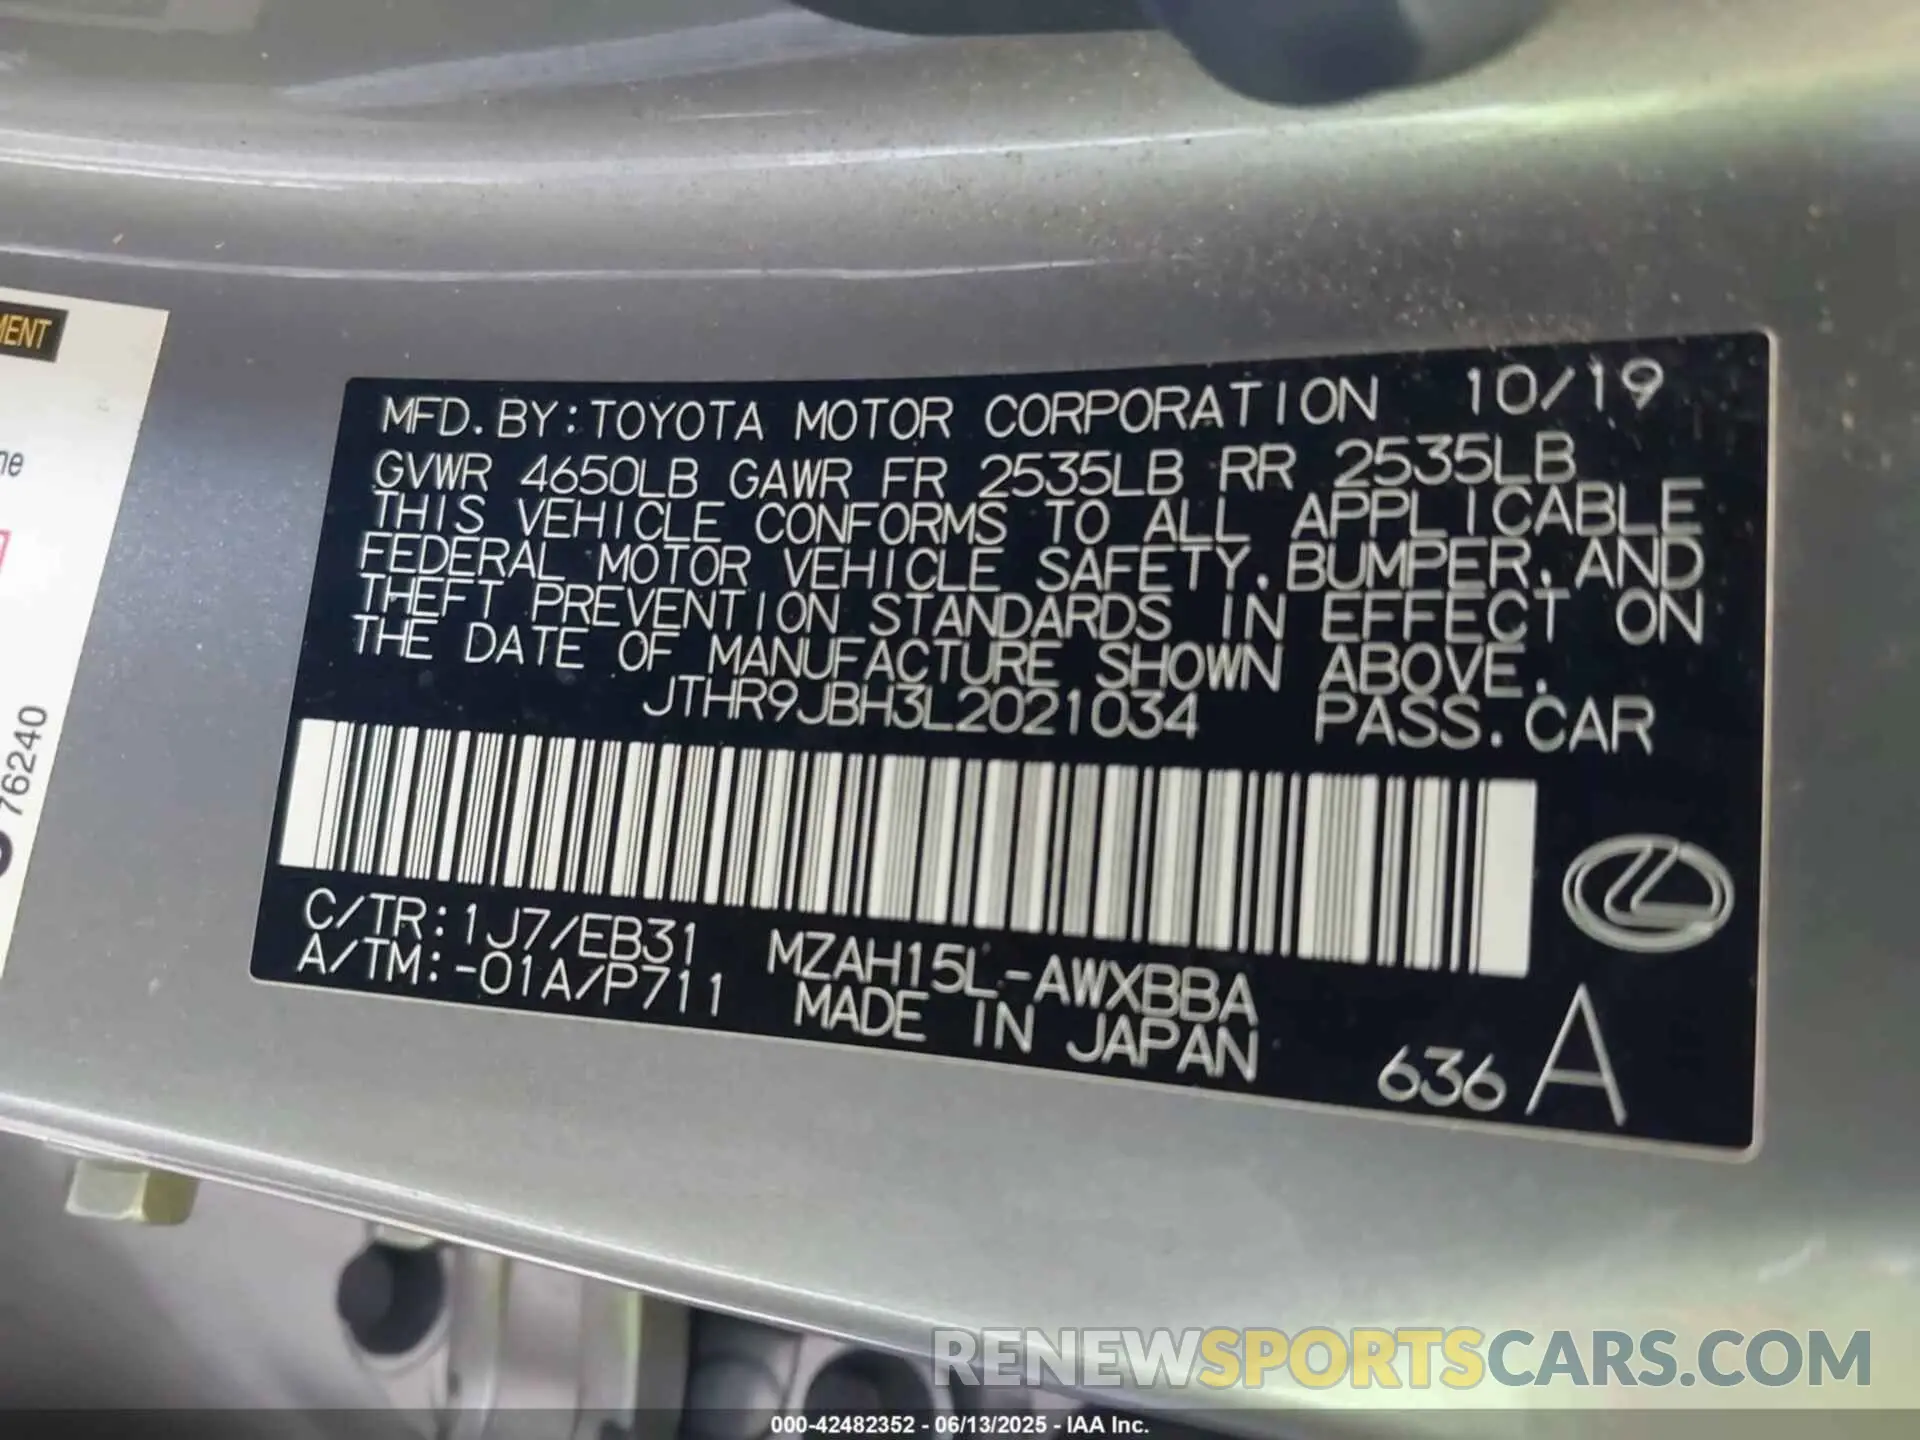 MENT
ne
76240
MFD. BY: TOYOTA MOTOR CORPORATION 10/19
GVWR 4650LB GAWR FR 2535LB RR 2535LB
THIS VEHICLE CONFORMS TO ALL APPLICABLE
FEDERAL MOTOR VEHICLE SAFETY, BUMPER, AND
THEFT PREVENTION STANDARDS IN EFFECT ON
THE DATE OF MANUFACTURE SHOWN ABOVE.
JTHR9JBH3L2021034 PASS. CAR
C/TR: 1J7/EB31 MZAH15L-AWXBBA
A/TM: -01A/P711 MADE IN JAPAN
636 A
RENEWSPORTSCARS.COM
000-42482352 - 06/13/2025 - IAA Inc.